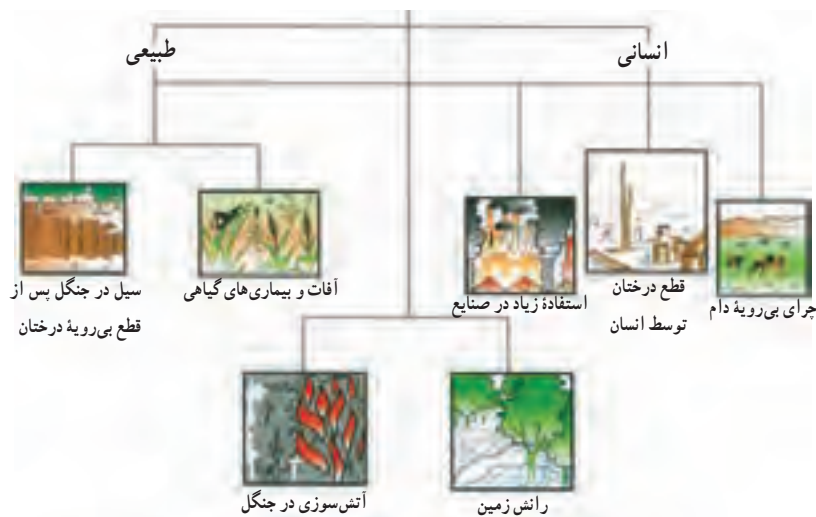 انسانی
طبیعی
چرای بی‌رویهٔ دام
قطع درختان
توسط انسان
استفادهٔ زیاد در صنایع
آفات و بیماری‌های گیاهی
سیل در جنگل پس از
قطع بی‌رویهٔ درختان
رانش زمین
آتش‌سوزی در جنگل